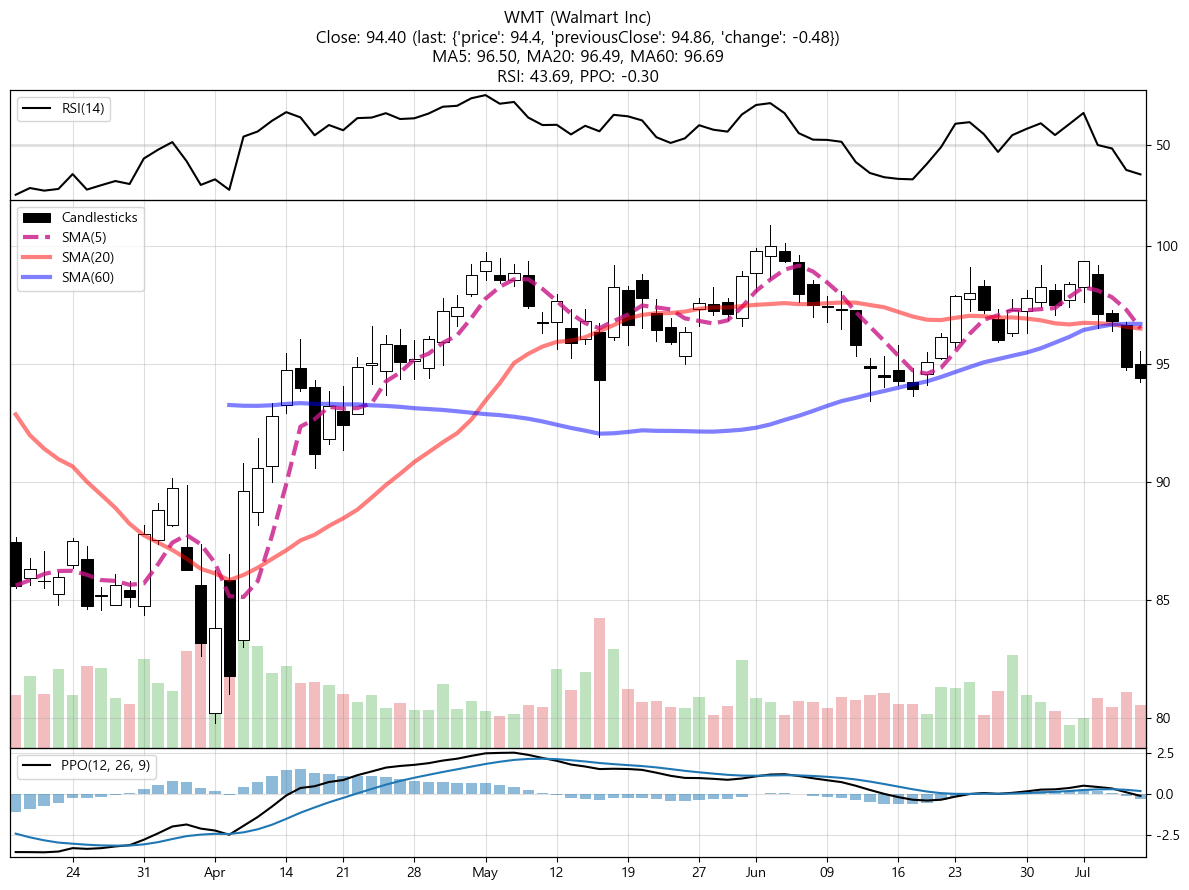 WMT (Walmart Inc)
Close: 94.40 (last: {'price': 94.4, 'previousClose': 94.86, 'change': -0.48})
MA5: 96.50, MA20: 96.49, MA60: 96.69
RSI: 43.69, PPO: -0.30
RSI(14)
50
Candlesticks
SMA(5)
SMA(20)
SMA(60)
100
95
90
85
80
PPO(12, 26, 9)
2.5
0.0
-2.5
24 31 Apr 14 21 28 May 12 19 27 Jun 09 16 23 30 Jul